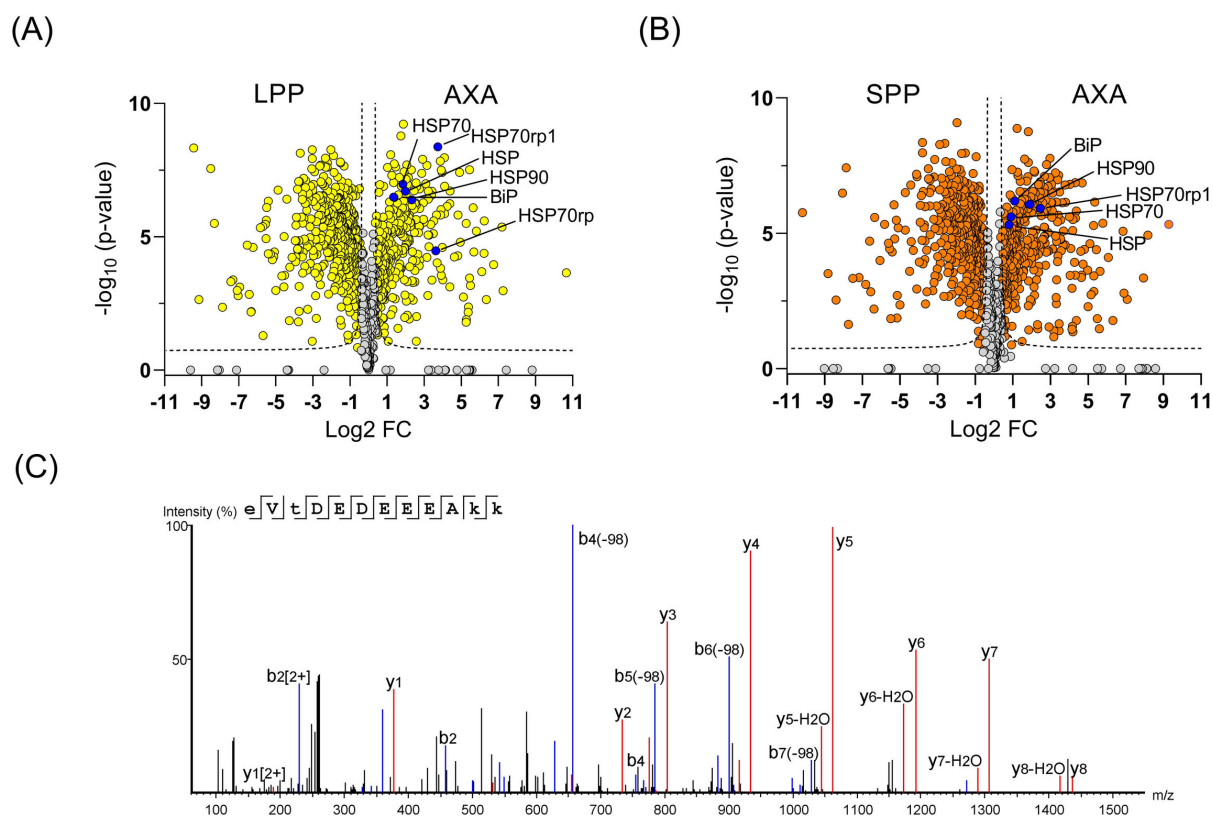 (A)
LPP
AXA
10
5
0
-log10 (p-value)
HSP70
HSP70rp1
HSP
HSP90
BiP
HSP70rp
-11 -9 -7 -5 -3 -1 1 3 5 7 9 11
Log2 FC
(B)
SPP
AXA
10
5
0
-log10 (p-value)
BiP
HSP90
HSP70rp1
HSP70
HSP
-11 -9 -7 -5 -3 -1 1 3 5 7 9 11
Log2 FC
(C)
Intensity (%) e V t D E D E E E A k k
100
50
b4(-98)
y5
y4
y3
b6(-98)
y6
y7
b2[2+]
y1
b5(-98)
y2
y6-H2O
y5-H2O
b2
b4
b7(-98)
y7-H2O
y1[2+]
y8-H2O
y8
100 200 300 400 500 600 700 800 900 1000 1100 1200 1300 1400 1500 m/z